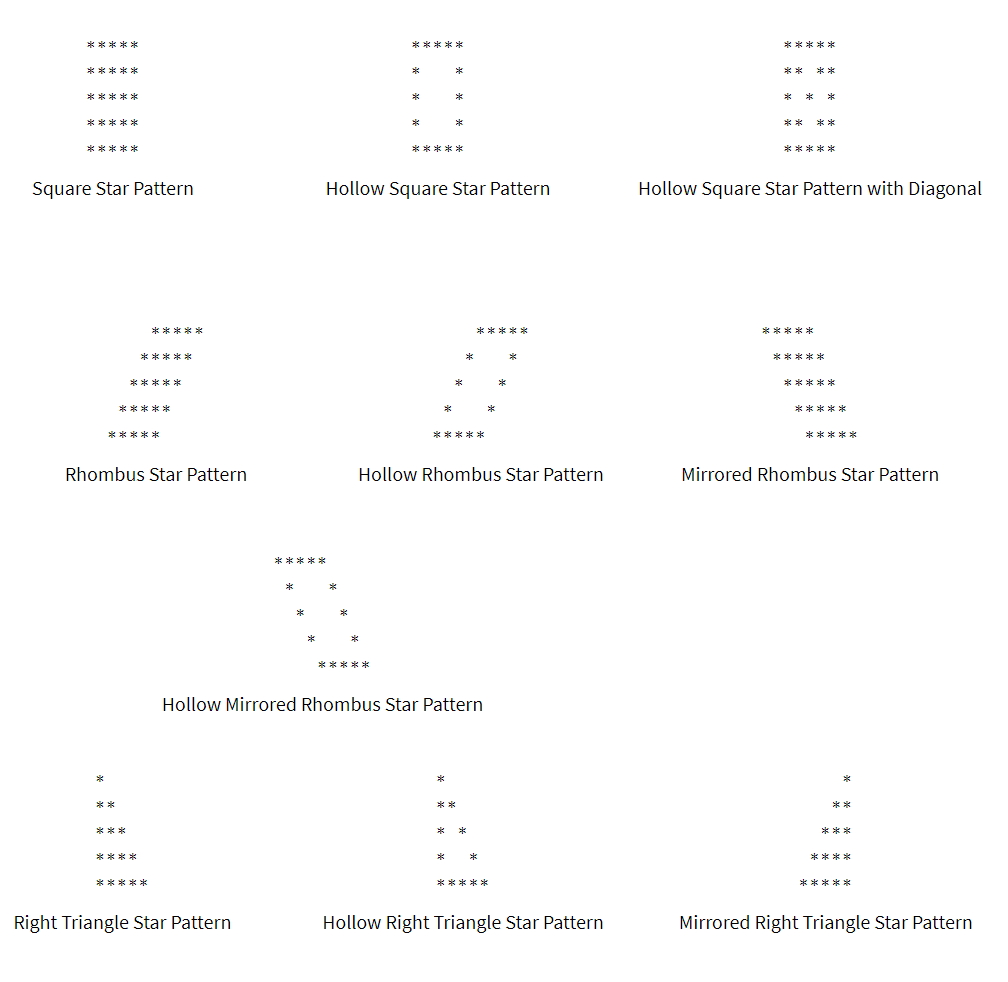 *****          *****          *****
*****          *   *          ** **
*****          *   *          * * *
*****          *   *          ** **
*****          *****          *****
Square Star Pattern          Hollow Square Star Pattern          Hollow Square Star Pattern with Diagonal
    *****              *****          *****
   *****              *   *            *****
  *****              *   *              *****
 *****              *   *                *****
*****              *****                  *****
Rhombus Star Pattern          Hollow Rhombus Star Pattern          Mirrored Rhombus Star Pattern
*****
 *   *
  *   *
   *   *
    *****
Hollow Mirrored Rhombus Star Pattern
*              *                  *
**             **                **
***            * *              ***
****           *  *            ****
*****          *****          *****
Right Triangle Star Pattern          Hollow Right Triangle Star Pattern          Mirrored Right Triangle Star Pattern